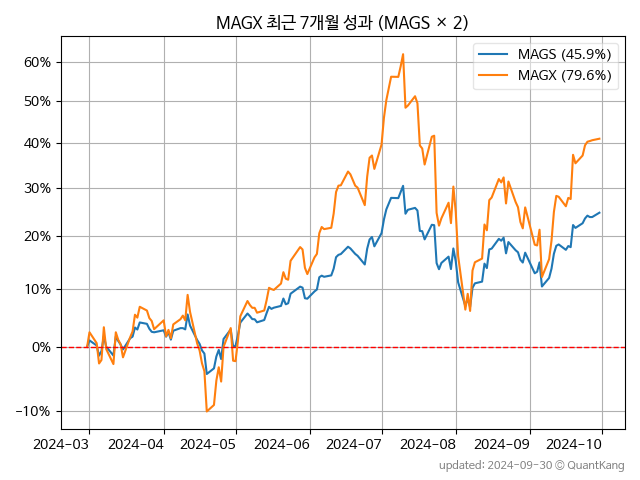 MAGX 최근 7개월 성과 (MAGS × 2)
MAGS (45.9%)
MAGX (79.6%)
60%
50%
40%
30%
20%
10%
0%
−10%
2024-03 2024-04 2024-05 2024-06 2024-07 2024-08 2024-09 2024-10
updated: 2024-09-30 © QuantKang